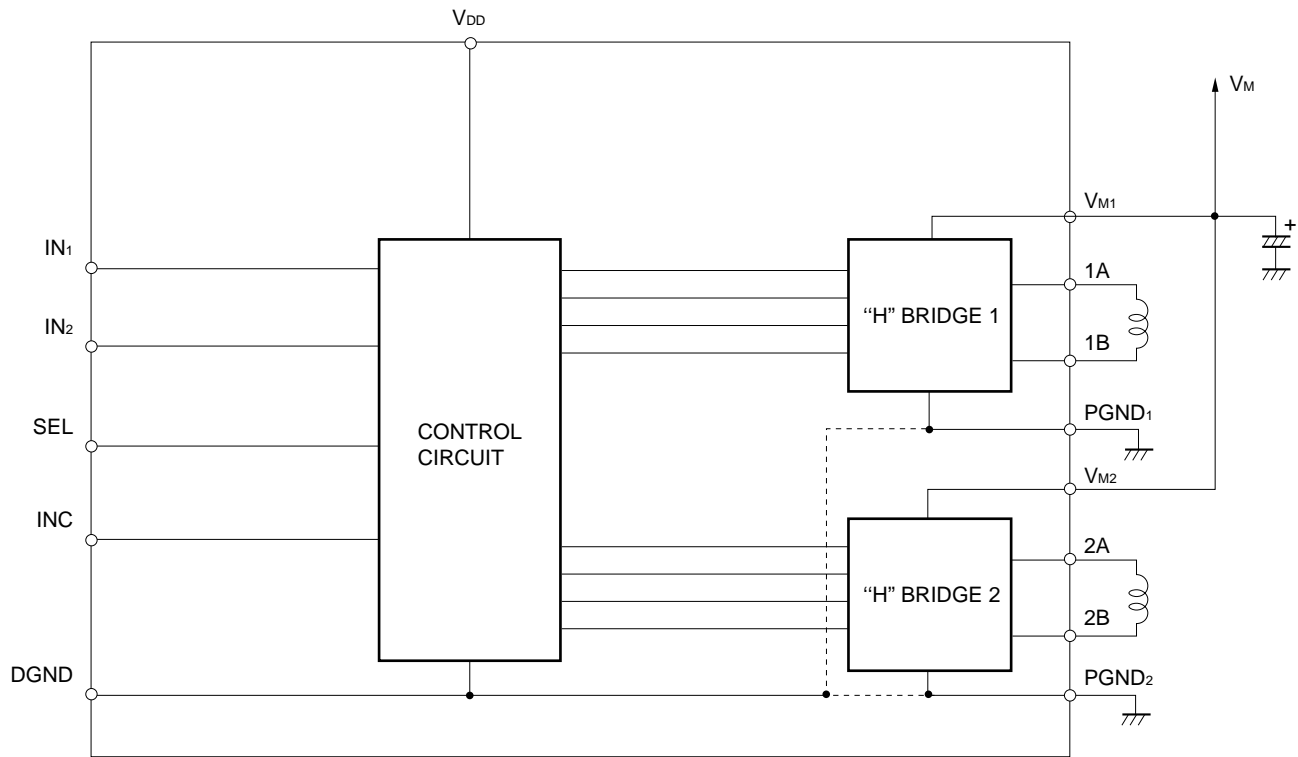 VDD
VM
VM1
IN1
1A
+
"H" BRIDGE 1
IN2
1B
PGND1
SEL
CONTROL
CIRCUIT
VM2
INC
2A
"H" BRIDGE 2
2B
DGND
PGND2